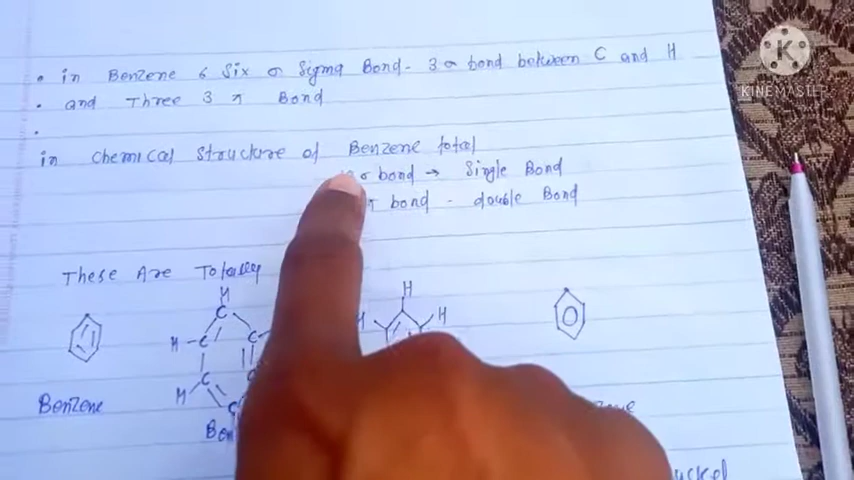 K
KINEMASTER
• in Benzene 6 Six σ Sigma Bond - 3 σ bond between C and H
• and Three 3 π Bond
•
in Chemical Structure of Benzene total
σ bond → Single Bond
π bond - double Bond
These Are Totally
H
H
H
C
H - C
C
H
C
C
Benzene